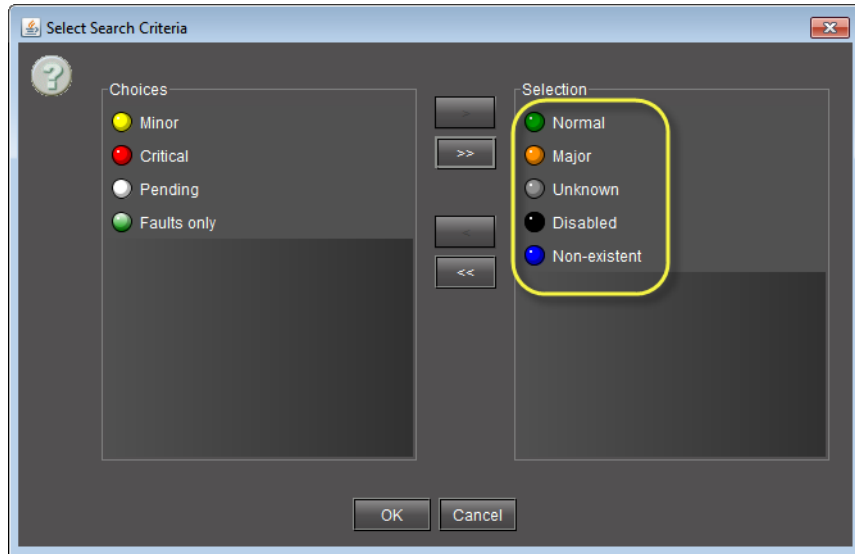 Select Search Criteria
Choices
Minor
Critical
Pending
Faults only
>
>>
<
<<
Selection
Normal
Major
Unknown
Disabled
Non-existent
OK
Cancel